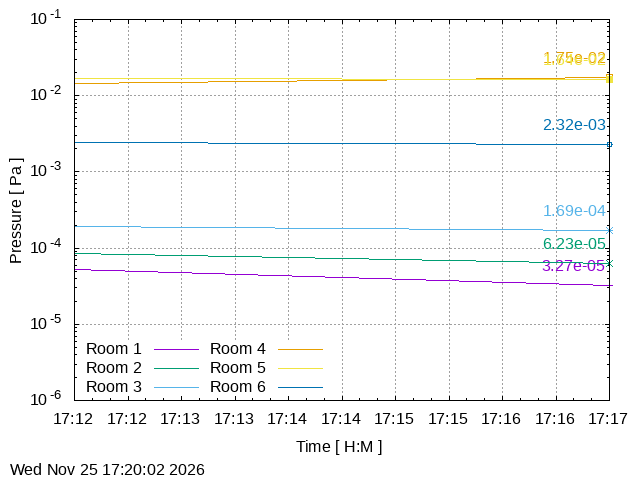 10-1
10-2
10-3
10-4
10-5
10-6
Pressure [ Pa ]
1.75e-02
2.32e-03
1.69e-04
6.23e-05
3.27e-05
Room 1 Room 4
Room 2 Room 5
Room 3 Room 6
17:12 17:12 17:13 17:13 17:14 17:14 17:15 17:15 17:16 17:16 17:17
Time [ H:M ]
Wed Nov 25 17:20:02 2026